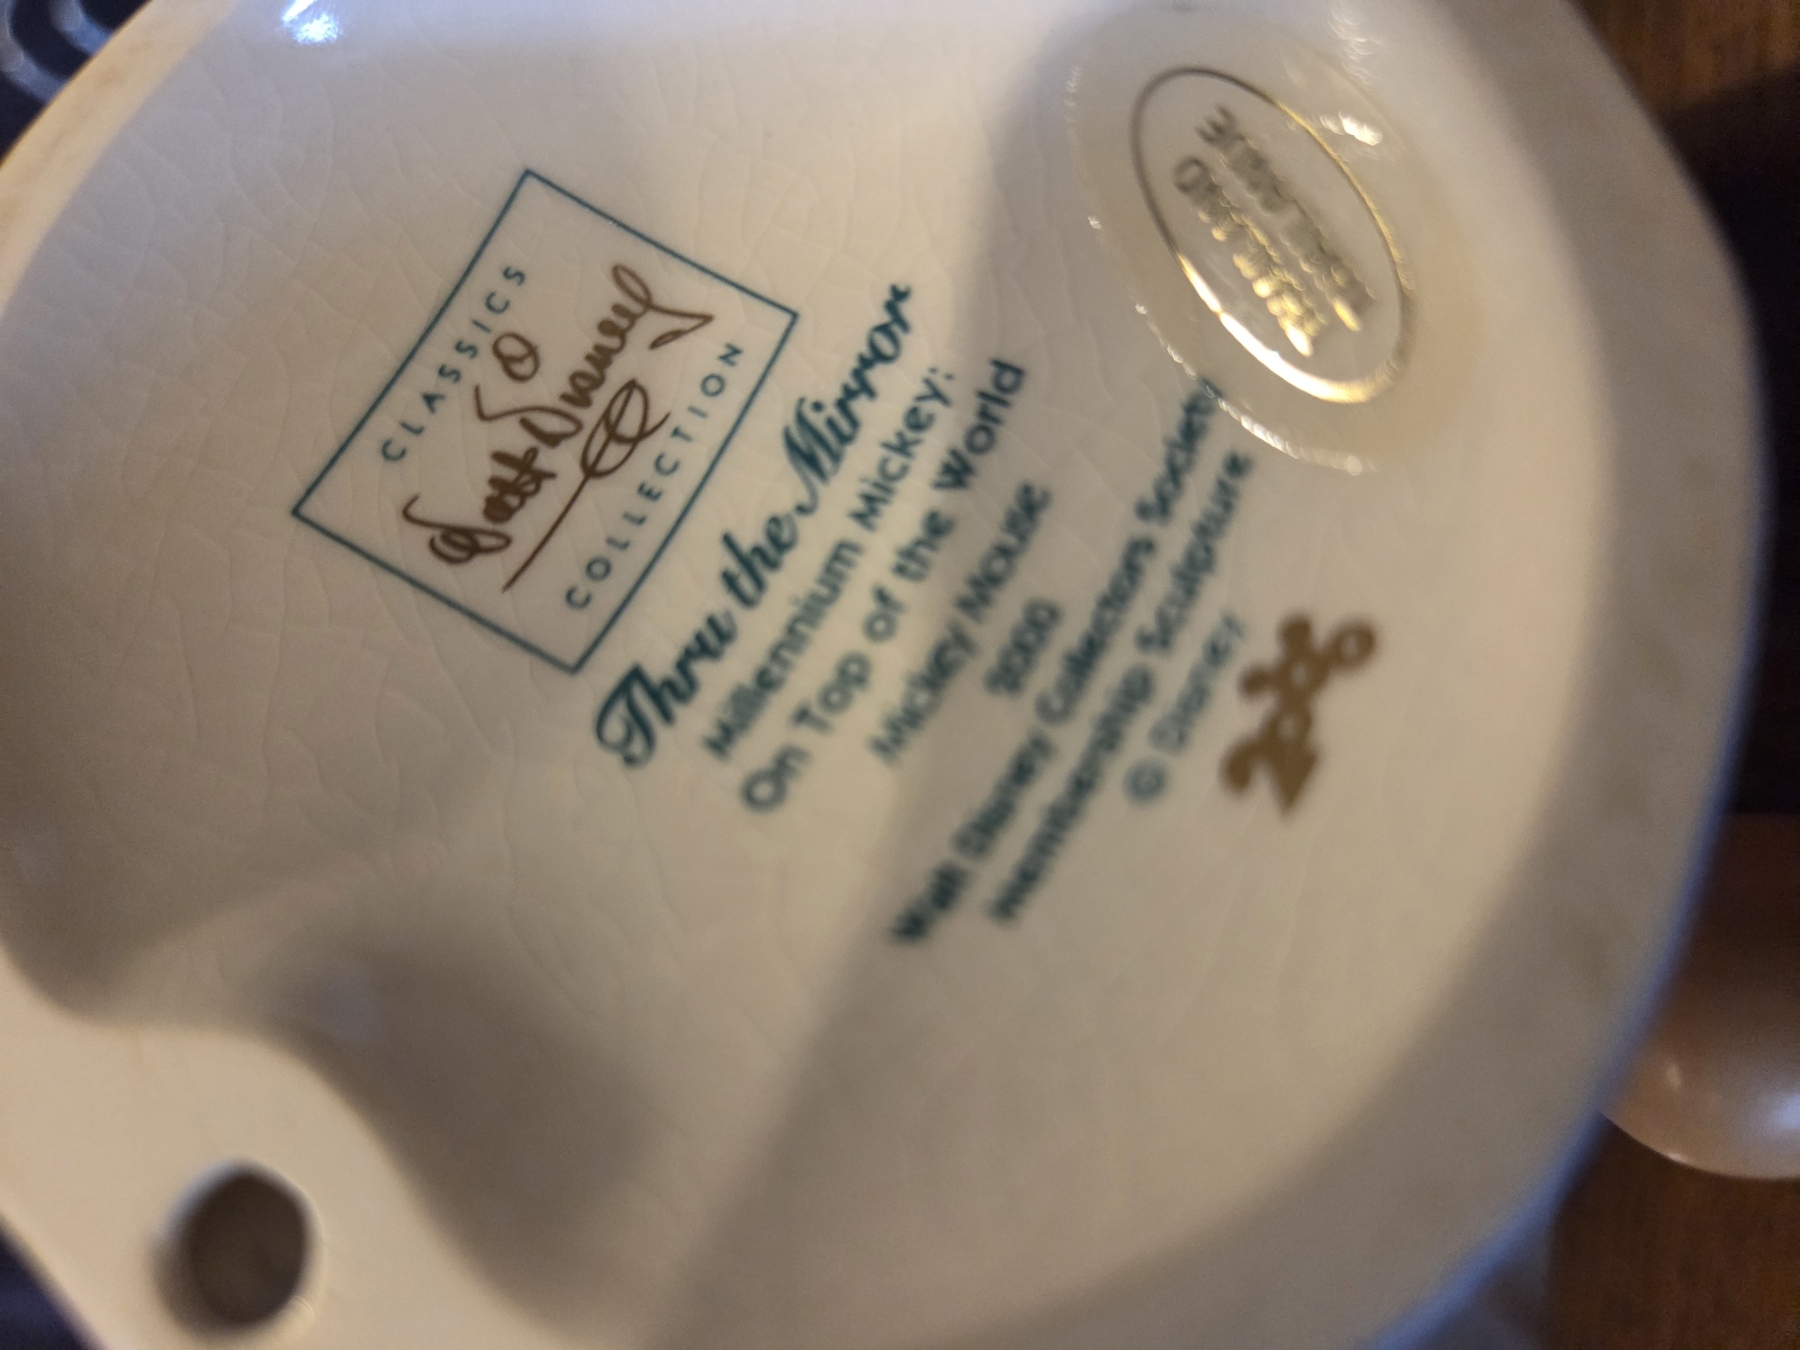 CLASSICS
Walt Disney
COLLECTION
Thru the Mirror
Millennium Mickey:
On Top of the World
Mickey Mouse
2000
Walt Disney Collectors Society
Membership Sculpture
© Disney